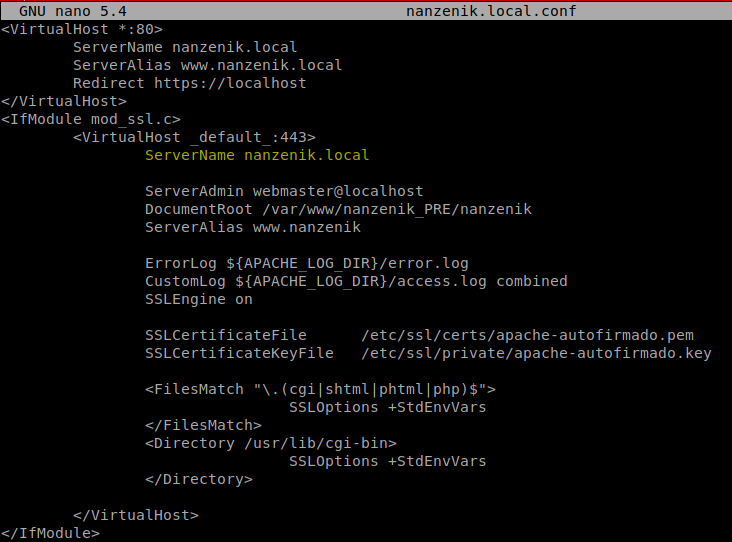 GNU nano 5.4 nanzenik.local.conf
<VirtualHost *:80>
ServerName nanzenik.local
ServerAlias www.nanzenik.local
Redirect https://localhost
</VirtualHost>
<IfModule mod_ssl.c>
<VirtualHost _default_:443>
ServerName nanzenik.local
ServerAdmin webmaster@localhost
DocumentRoot /var/www/nanzenik_PRE/nanzenik
ServerAlias www.nanzenik
ErrorLog ${APACHE_LOG_DIR}/error.log
CustomLog ${APACHE_LOG_DIR}/access.log combined
SSLEngine on
SSLCertificateFile /etc/ssl/certs/apache-autofirmado.pem
SSLCertificateKeyFile /etc/ssl/private/apache-autofirmado.key
<FilesMatch "\.(cgi|shtml|phtml|php)$">
SSLOptions +StdEnvVars
</FilesMatch>
<Directory /usr/lib/cgi-bin>
SSLOptions +StdEnvVars
</Directory>
</VirtualHost>
</IfModule>